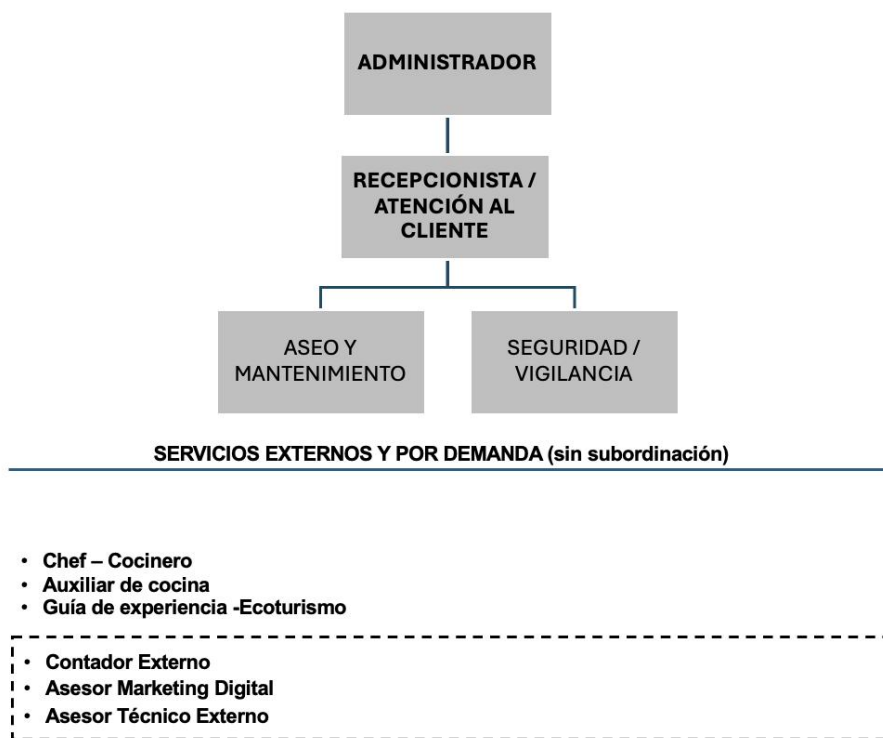 ADMINISTRADOR
RECEPCIONISTA /
ATENCIÓN AL
CLIENTE
ASEO Y
MANTENIMIENTO
SEGURIDAD /
VIGILANCIA
SERVICIOS EXTERNOS Y POR DEMANDA (sin subordinación)
• Chef – Cocinero
• Auxiliar de cocina
• Guía de experiencia -Ecoturismo
• Contador Externo
• Asesor Marketing Digital
• Asesor Técnico Externo